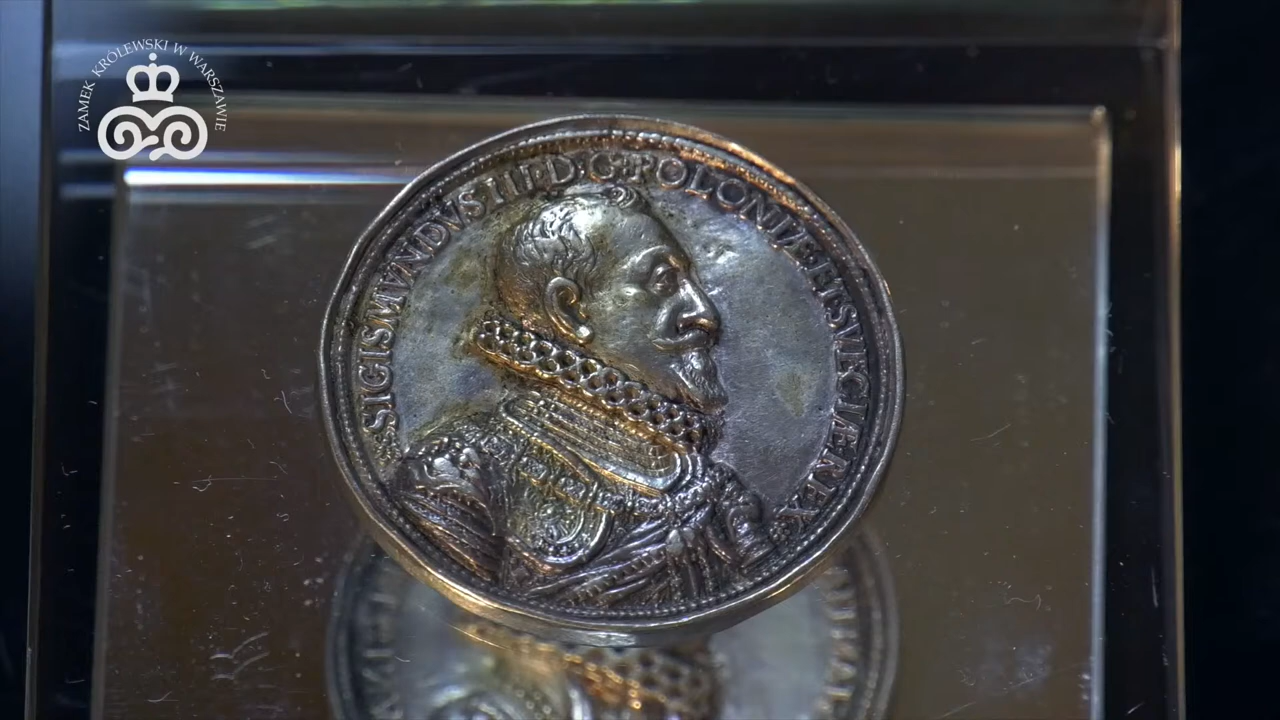 ZAMEK KRÓLEWSKI W WARSZAWIE
SIGISMVNDVS III·D:G·POLONIÆ·ET·SVECIÆ·REX